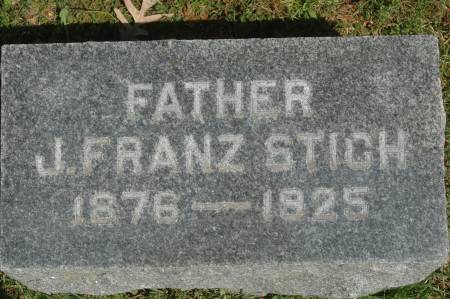 FATHER
J. FRANZ STICH
1876 — 1925